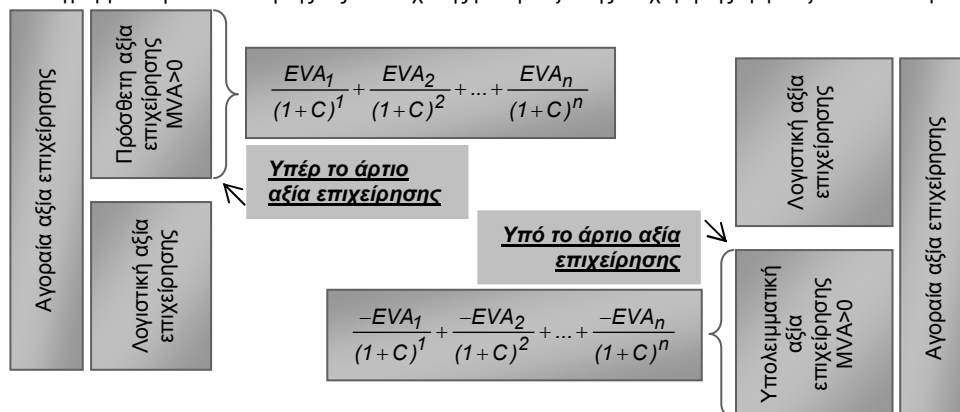 Αγοραία αξία επιχείρησης
Πρόσθετη αξία
επιχείρησης
MVA>0
EVA1/(1+C)^1 + EVA2/(1+C)^2 + ... + EVAn/(1+C)^n
Υπέρ το άρτιο
αξία επιχείρησης
Λογιστική αξία
επιχείρησης
Λογιστική αξία
επιχείρησης
Αγοραία αξία επιχείρησης
Υπό το άρτιο αξία
επιχείρησης
−EVA1/(1+C)^1 + −EVA2/(1+C)^2 + ... + −EVAn/(1+C)^n
Υπολειμματική
αξία
επιχείρησης
MVA>0